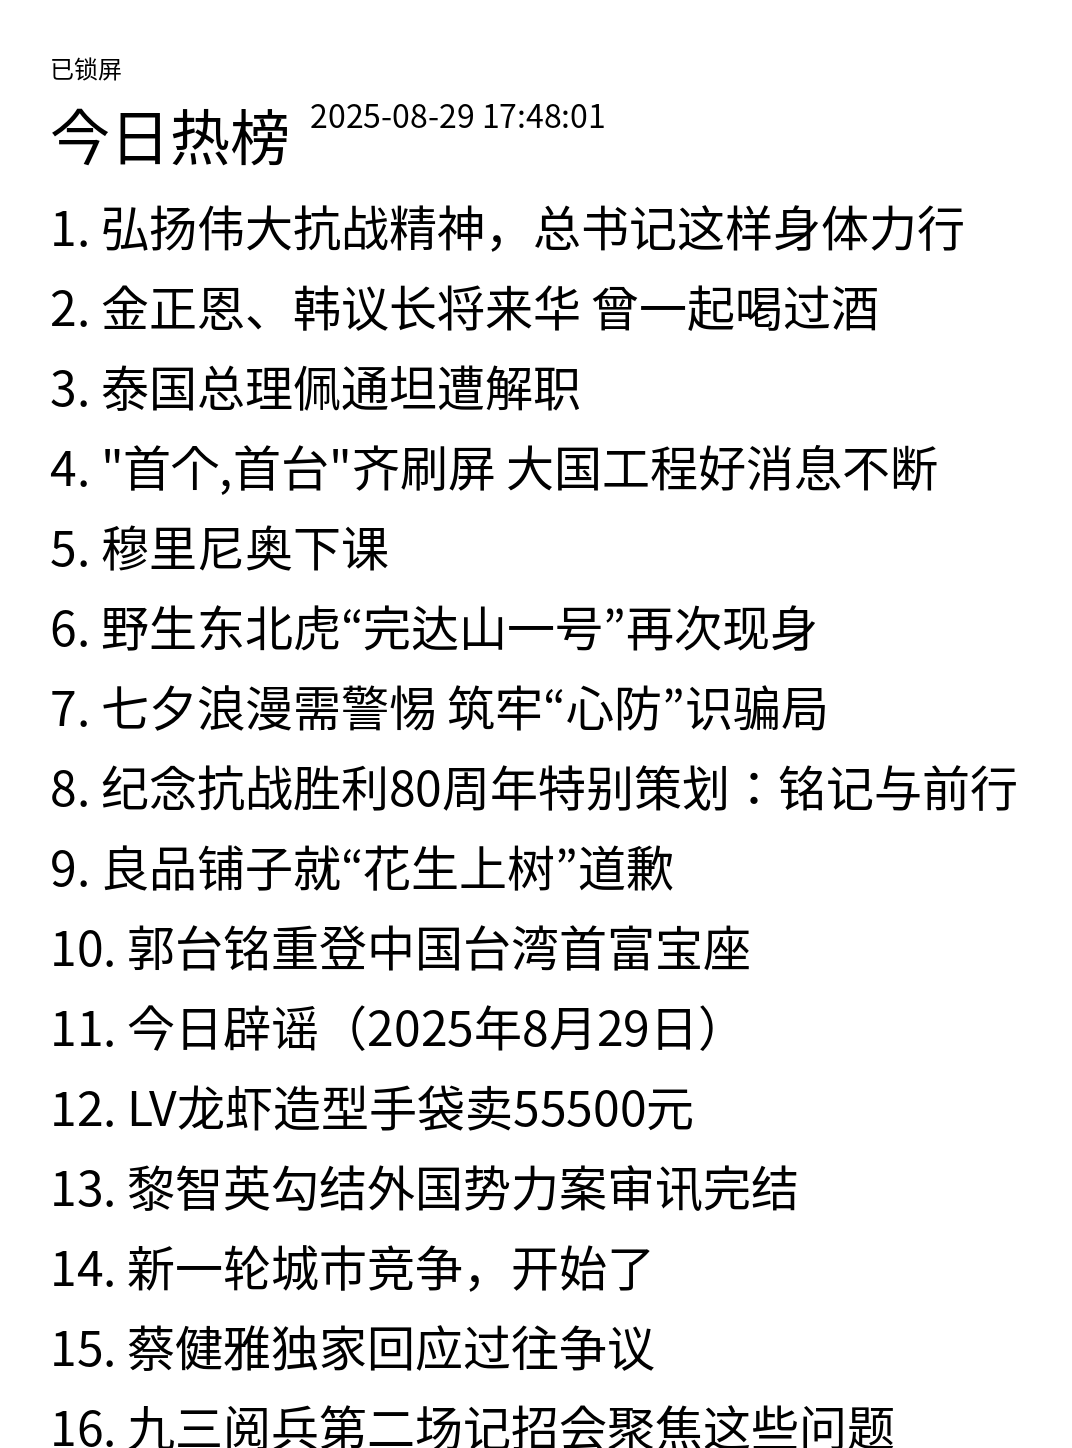 已锁屏
今日热榜 2025-08-29 17:48:01
1. 弘扬伟大抗战精神，总书记这样身体力行
2. 金正恩、韩议长将来华 曾一起喝过酒
3. 泰国总理佩通坦遭解职
4. "首个,首台"齐刷屏 大国工程好消息不断
5. 穆里尼奥下课
6. 野生东北虎“完达山一号”再次现身
7. 七夕浪漫需警惕 筑牢“心防”识骗局
8. 纪念抗战胜利80周年特别策划：铭记与前行
9. 良品铺子就“花生上树”道歉
10. 郭台铭重登中国台湾首富宝座
11. 今日辟谣（2025年8月29日）
12. LV龙虾造型手袋卖55500元
13. 黎智英勾结外国势力案审讯完结
14. 新一轮城市竞争，开始了
15. 蔡健雅独家回应过往争议
16. 九三阅兵第二场记招会聚焦这些问题